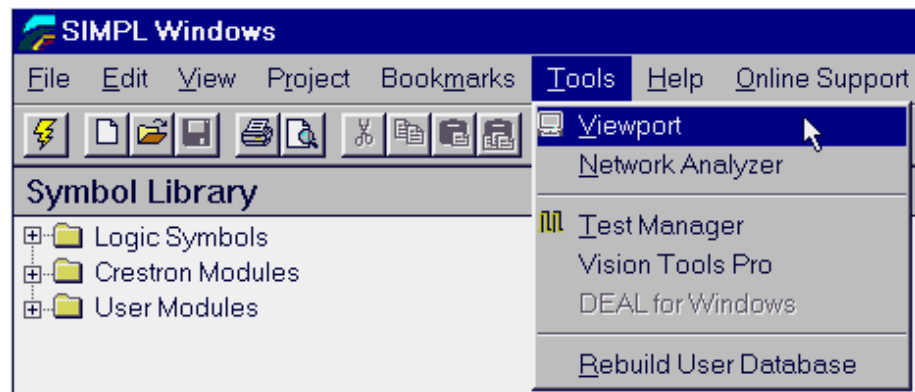 SIMPL Windows
File Edit View Project Bookmarks Tools Help Online Support
Viewport
Network Analyzer
Symbol Library
Logic Symbols
Crestron Modules
User Modules
Test Manager
Vision Tools Pro
DEAL for Windows
Rebuild User Database